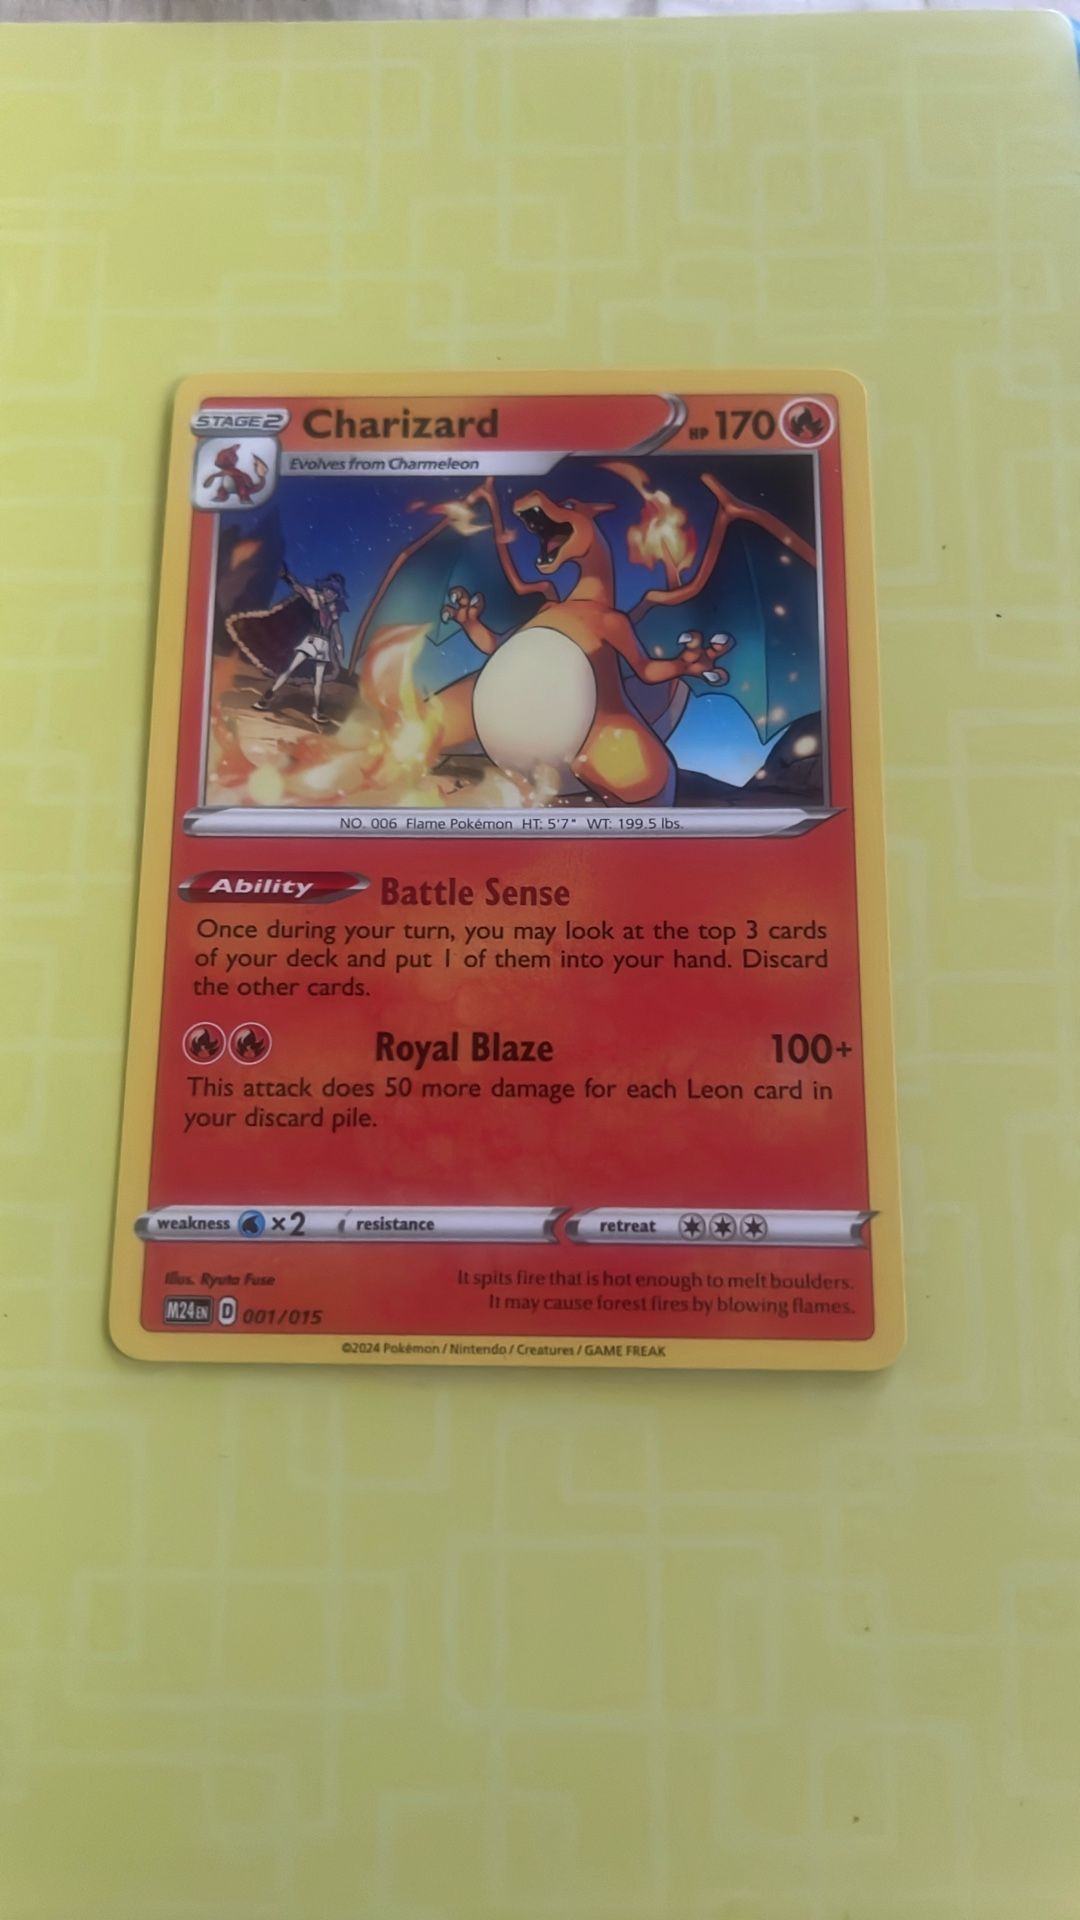 STAGE 2 Charizard HP 170
Evolves from Charmeleon
NO. 006 Flame Pokémon HT: 5'7" WT: 199.5 lbs.
Ability Battle Sense
Once during your turn, you may look at the top 3 cards
of your deck and put 1 of them into your hand. Discard
the other cards.
Royal Blaze 100+
This attack does 50 more damage for each Leon card in
your discard pile.
weakness ×2 resistance retreat
Illus. Ryuta Fuse
It spits fire that is hot enough to melt boulders.
It may cause forest fires by blowing flames.
M24 EN D 001/015
©2024 Pokémon / Nintendo / Creatures / GAME FREAK